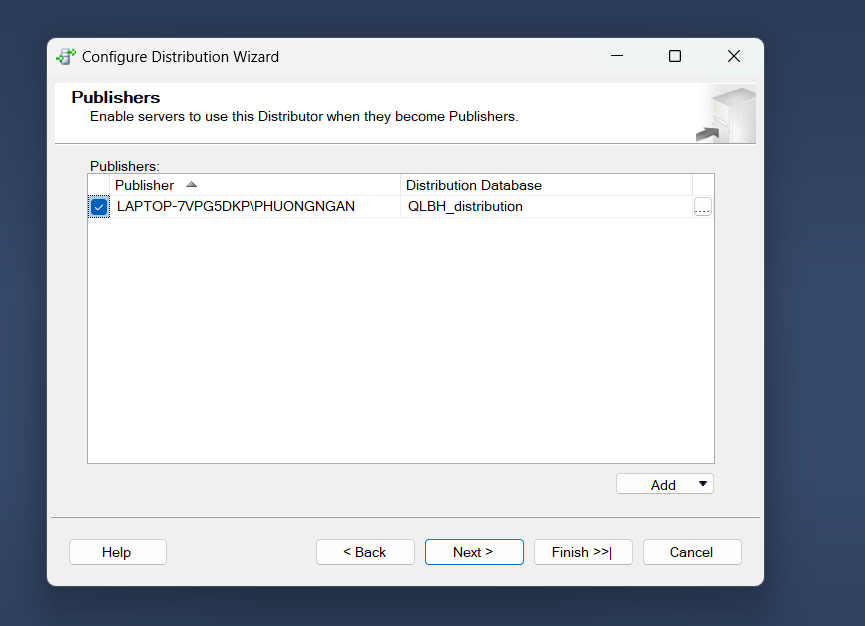 Configure Distribution Wizard
Publishers
Enable servers to use this Distributor when they become Publishers.
Publishers:
Publisher Distribution Database
LAPTOP-7VPG5DKP\PHUONGNGAN QLBH_distribution ....
Add
Help < Back Next > Finish >>| Cancel